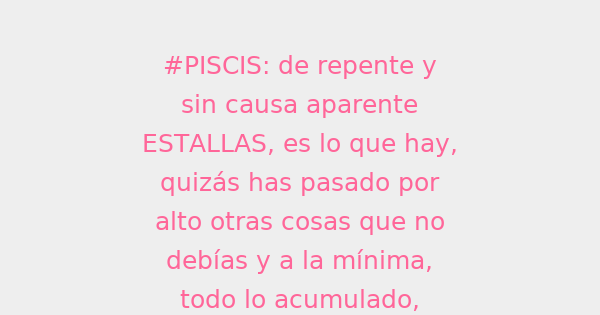 #PISCIS: de repente y
sin causa aparente
ESTALLAS, es lo que hay,
quizás has pasado por
alto otras cosas que no
debías y a la mínima,
todo lo acumulado,